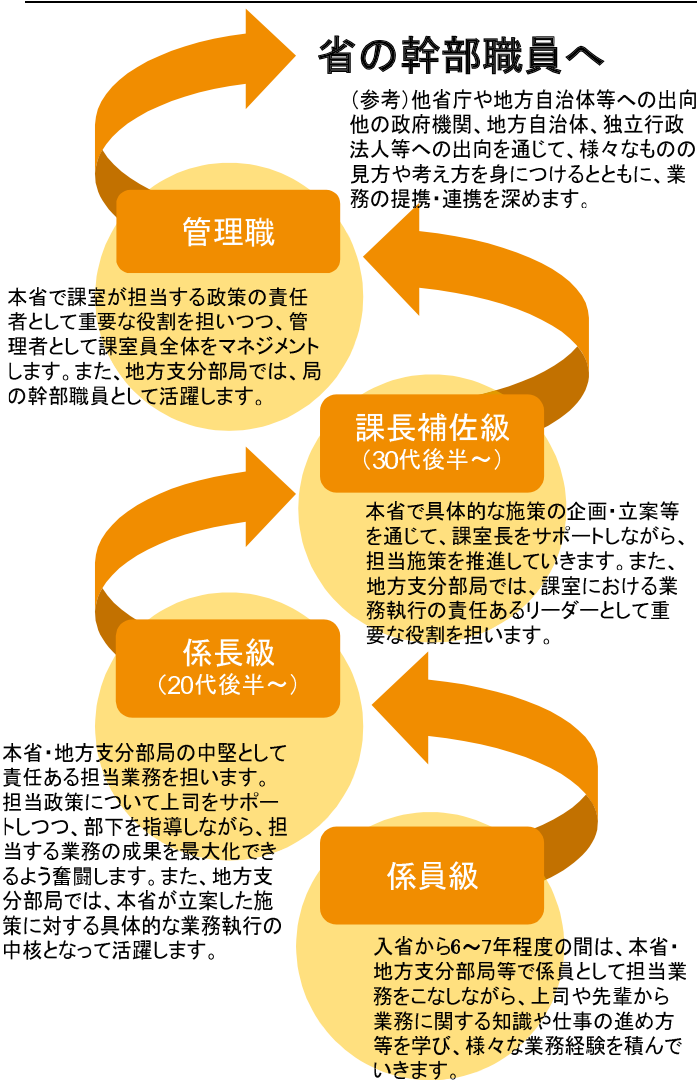 省の幹部職員へ
（参考）他省庁や地方自治体等への出向
他の政府機関、地方自治体、独立行政
法人等への出向を通じて、様々なものの
見方や考え方を身につけるとともに、業
務の提携・連携を深めます。
管理職
本省で課室が担当する政策の責任
者として重要な役割を担いつつ、管
理者として課室員全体をマネジメント
します。また、地方支分部局では、局
の幹部職員として活躍します。
課長補佐級
（30代後半～）
本省で具体的な施策の企画・立案等
を通じて、課室長をサポートしながら、
担当施策を推進していきます。また、
地方支分部局では、課室における業
務執行の責任あるリーダーとして重
要な役割を担います。
係長級
（20代後半～）
本省・地方支分部局の中堅として
責任ある担当業務を担います。
担当政策について上司をサポー
トしつつ、部下を指導しながら、担
当する業務の成果を最大化でき
るよう奮闘します。また、地方支
分部局では、本省が立案した施
策に対する具体的な業務執行の
中核となって活躍します。
係員級
入省から6～7年程度の間は、本省・
地方支分部局等で係員として担当業
務をこなしながら、上司や先輩から
業務に関する知識や仕事の進め方
等を学び、様々な業務経験を積んで
いきます。